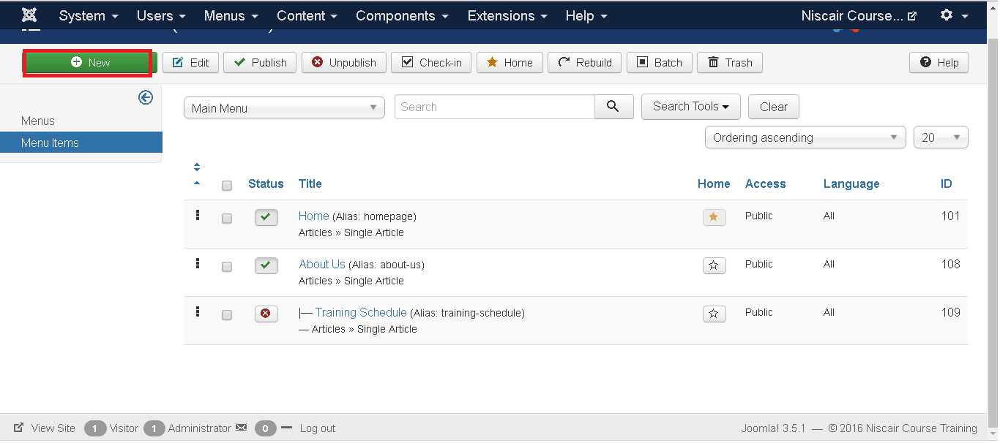 System Users Menus Content Components Extensions Help Niscair Course...
New Edit Publish Unpublish Check-in Home Rebuild Batch Trash Help
Menus
Menu Items
Main Menu Search Search Tools Clear
Ordering ascending 20
Status Title Home Access Language ID
Home (Alias: homepage) Public All 101
Articles » Single Article
About Us (Alias: about-us) Public All 108
Articles » Single Article
|— Training Schedule (Alias: training-schedule) Public All 109
— Articles » Single Article
View Site 1 Visitor 1 Administrator 0 — Log out Joomla! 3.5.1 — © 2016 Niscair Course Training